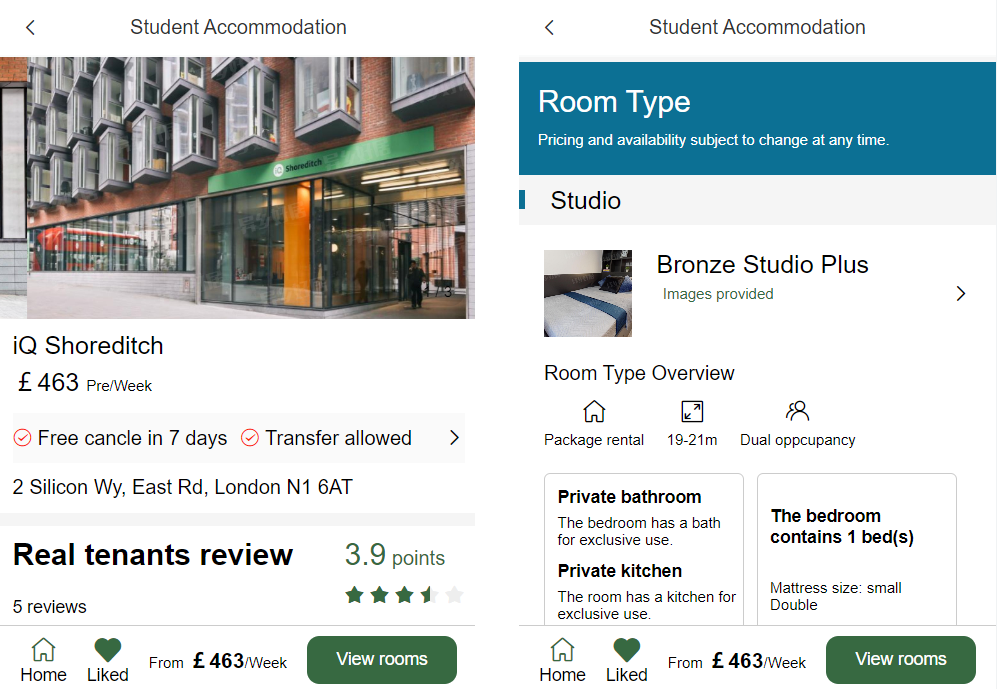 Student Accommodation
iQ Shoreditch
iQ Shoreditch
£ 463 Pre/Week
Free cancle in 7 days Transfer allowed
2 Silicon Wy, East Rd, London N1 6AT
Real tenants review
3.9 points
5 reviews
Home
Liked
From £ 463/Week
View rooms
Student Accommodation
Room Type
Pricing and availability subject to change at any time.
Studio
Bronze Studio Plus
Images provided
Room Type Overview
Package rental
19-21m
Dual oppcupancy
Private bathroom
The bedroom has a bath
for exclusive use.
Private kitchen
The room has a kitchen for
exclusive use.
The bedroom
contains 1 bed(s)
Mattress size: small
Double
Home
Liked
From £ 463/Week
View rooms